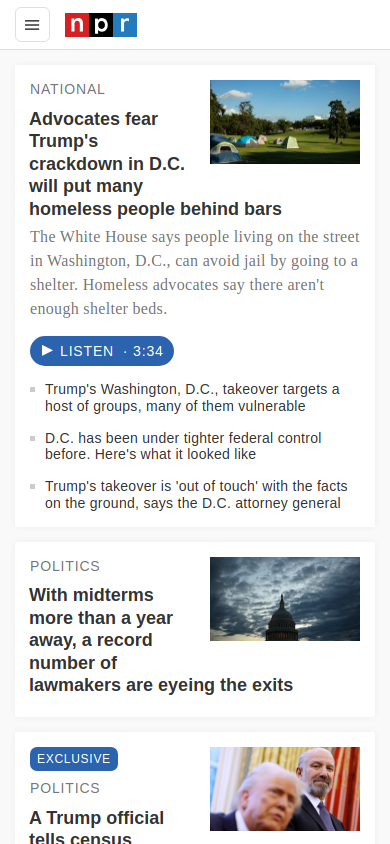 npr
NATIONAL
Advocates fear
Trump's
crackdown in D.C.
will put many
homeless people behind bars
The White House says people living on the street
in Washington, D.C., can avoid jail by going to a
shelter. Homeless advocates say there aren't
enough shelter beds.
LISTEN · 3:34
Trump's Washington, D.C., takeover targets a
host of groups, many of them vulnerable
D.C. has been under tighter federal control
before. Here's what it looked like
Trump's takeover is 'out of touch' with the facts
on the ground, says the D.C. attorney general
POLITICS
With midterms
more than a year
away, a record
number of
lawmakers are eyeing the exits
EXCLUSIVE
POLITICS
A Trump official
tells census